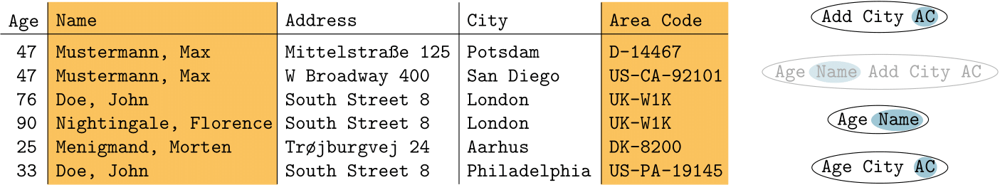 Age Name Address City Area Code
47 Mustermann, Max Mittelstraße 125 Potsdam D-14467
47 Mustermann, Max W Broadway 400 San Diego US-CA-92101
76 Doe, John South Street 8 London UK-W1K
90 Nightingale, Florence South Street 8 London UK-W1K
25 Menigmand, Morten Trøjburgvej 24 Aarhus DK-8200
33 Doe, John South Street 8 Philadelphia US-PA-19145
Add City AC
Age Name Add City AC
Age Name
Age City AC